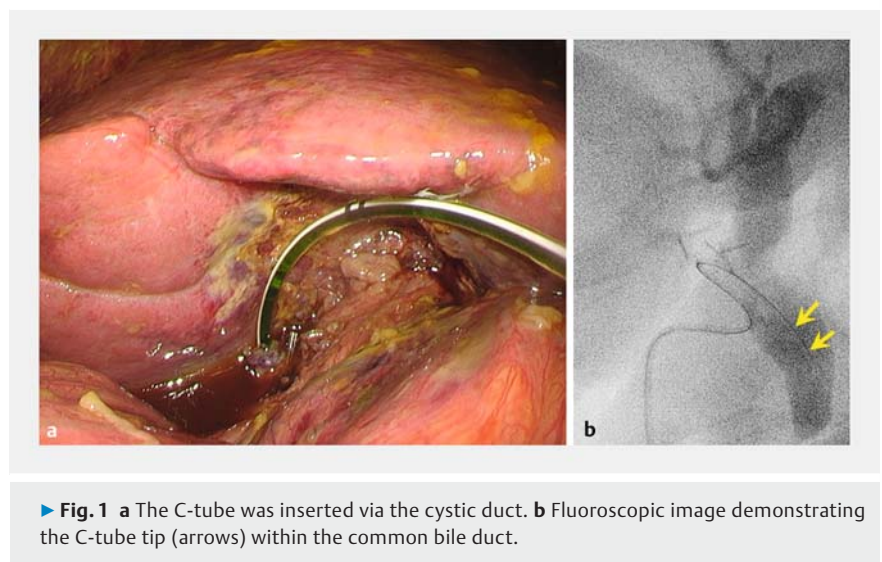 a
b
► Fig. 1 a The C-tube was inserted via the cystic duct. b Fluoroscopic image demonstrating
the C-tube tip (arrows) within the common bile duct.